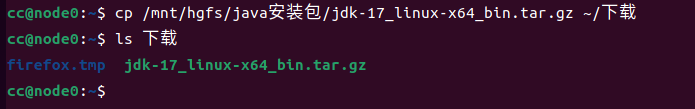 cc@node0:~$ cp /mnt/hgfs/java安装包/jdk-17_linux-x64_bin.tar.gz ~/下载
cc@node0:~$ ls 下载
firefox.tmp  jdk-17_linux-x64_bin.tar.gz
cc@node0:~$